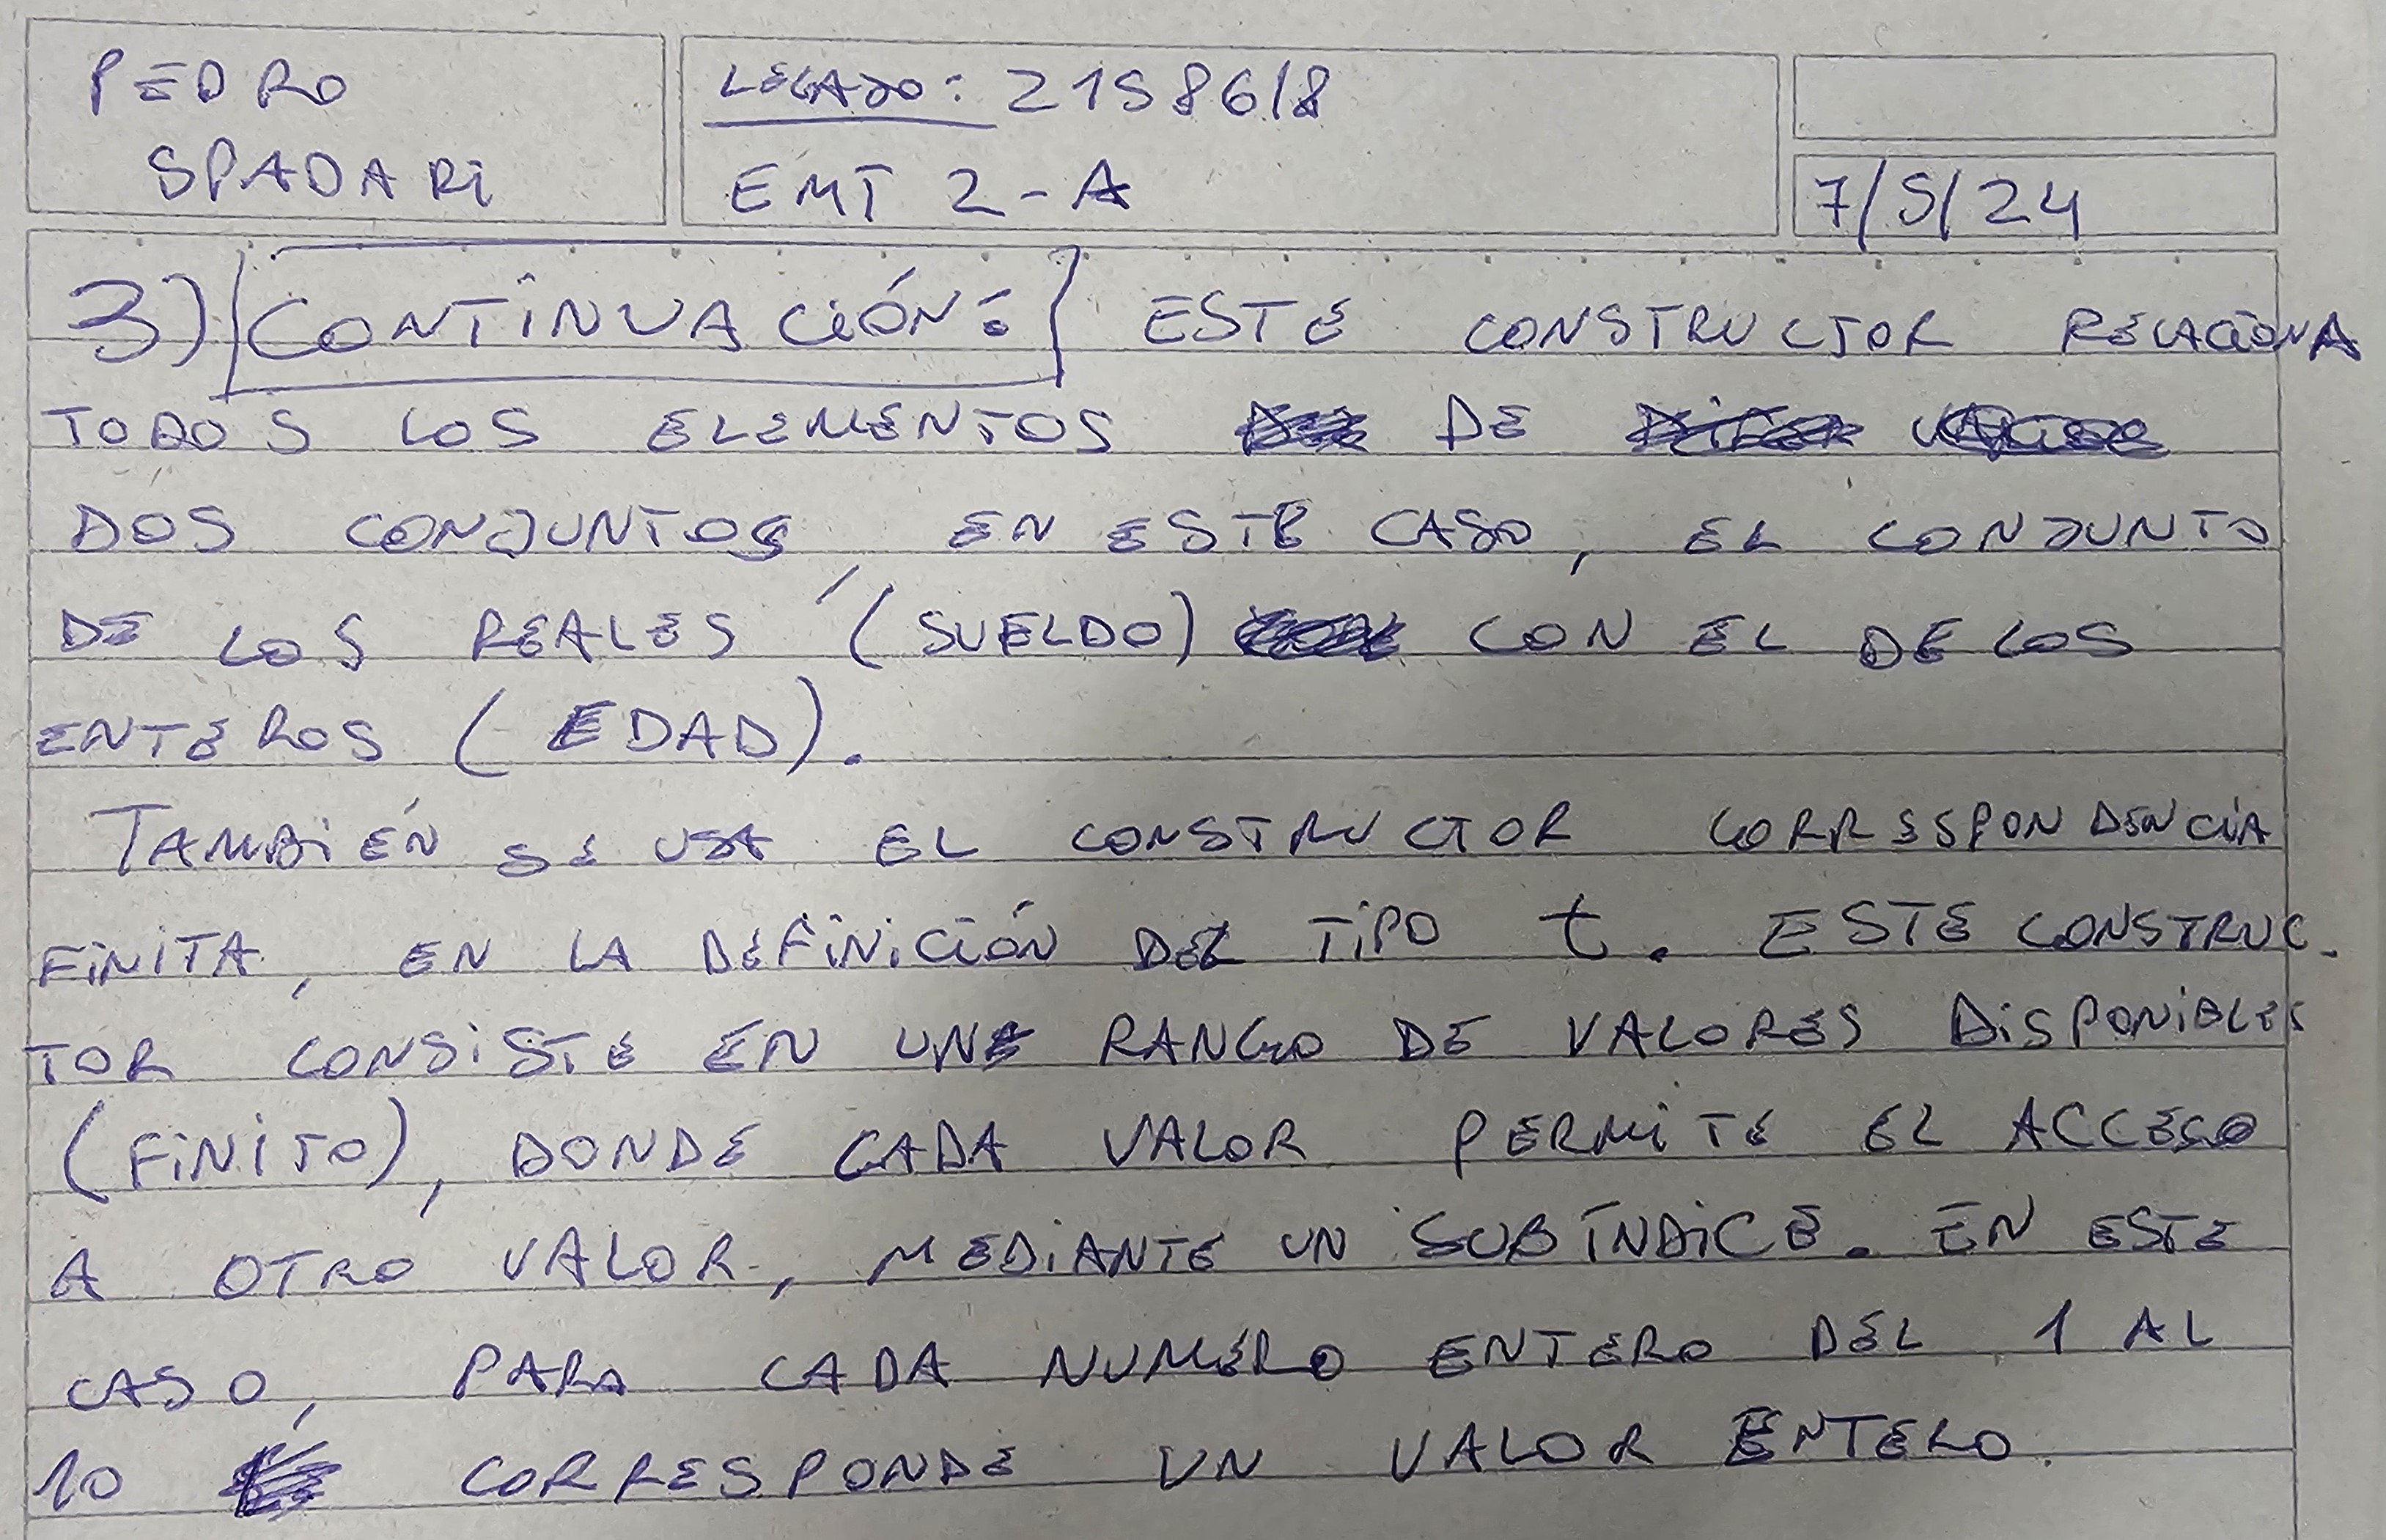 PEDRO
SPADARI
LEGAJO: 21586/8
EMT 2-A
7/5/24
3) CONTINUACIÓN: ESTE CONSTRUCTOR RELACIONA
TODOS LOS ELEMENTOS DE
DOS CONJUNTOS, EN ESTE CASO, EL CONJUNTO
DE LOS REALES (SUELDO) CON EL DE LOS
ENTEROS (EDAD).
TAMBIÉN SE USA EL CONSTRUCTOR CORRESPONDENCIA
FINITA, EN LA DEFINICIÓN DEL TIPO t. ESTE CONSTRUC-
TOR CONSISTE EN UN RANGO DE VALORES DISPONIBLES
(FINITO), DONDE CADA VALOR PERMITE EL ACCESO
A OTRO VALOR, MEDIANTE UN SUBÍNDICE. EN ESTE
CASO, PARA CADA NUMERO ENTERO DEL 1 AL
10 CORRESPONDE UN VALOR ENTERO.